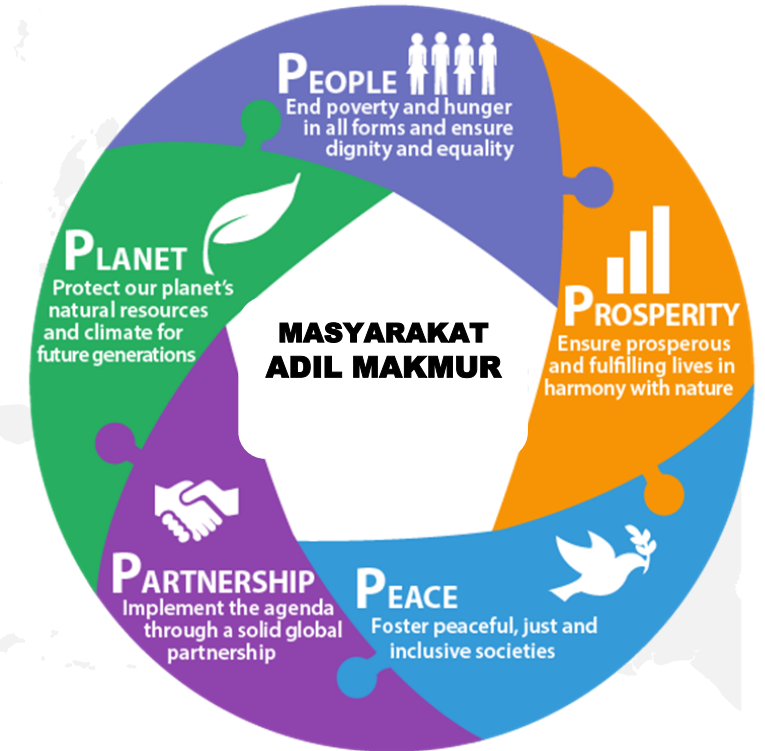 PEOPLE
End poverty and hunger
in all forms and ensure
dignity and equality
PROSPERITY
Ensure prosperous
and fulfilling lives in
harmony with nature
PEACE
Foster peaceful, just and
inclusive societies
PARTNERSHIP
Implement the agenda
through a solid global
partnership
PLANET
Protect our planet's
natural resources
and climate for
future generations
MASYARAKAT
ADIL MAKMUR